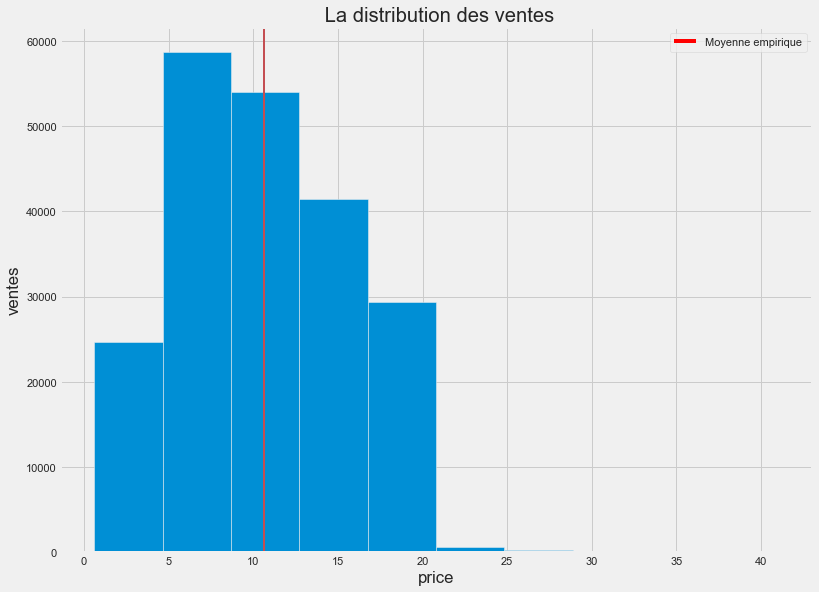 La distribution des ventes
Moyenne empirique
60000
50000
40000
30000
20000
10000
0
ventes
0 5 10 15 20 25 30 35 40
price